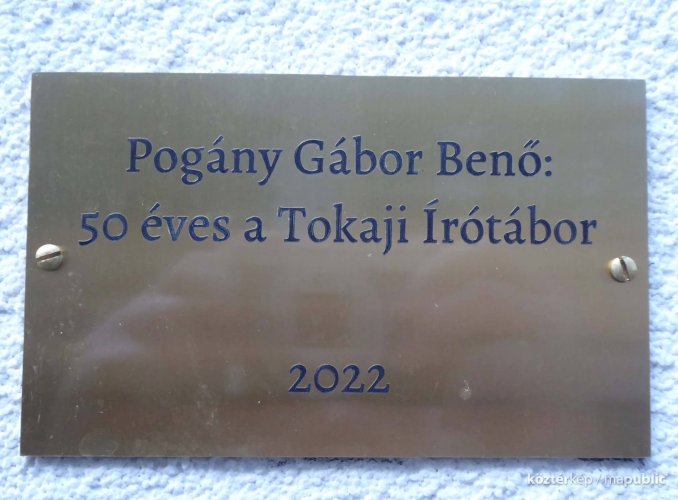 Pogány Gábor Benő:
50 éves a Tokaji Írótábor
2022
köztérkép / mapublic